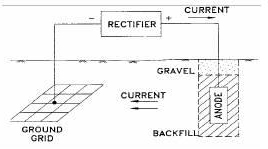 CURRENT
− RECTIFIER +
GRAVEL
CURRENT
ANODE
GROUND
GRID
BACKFILL